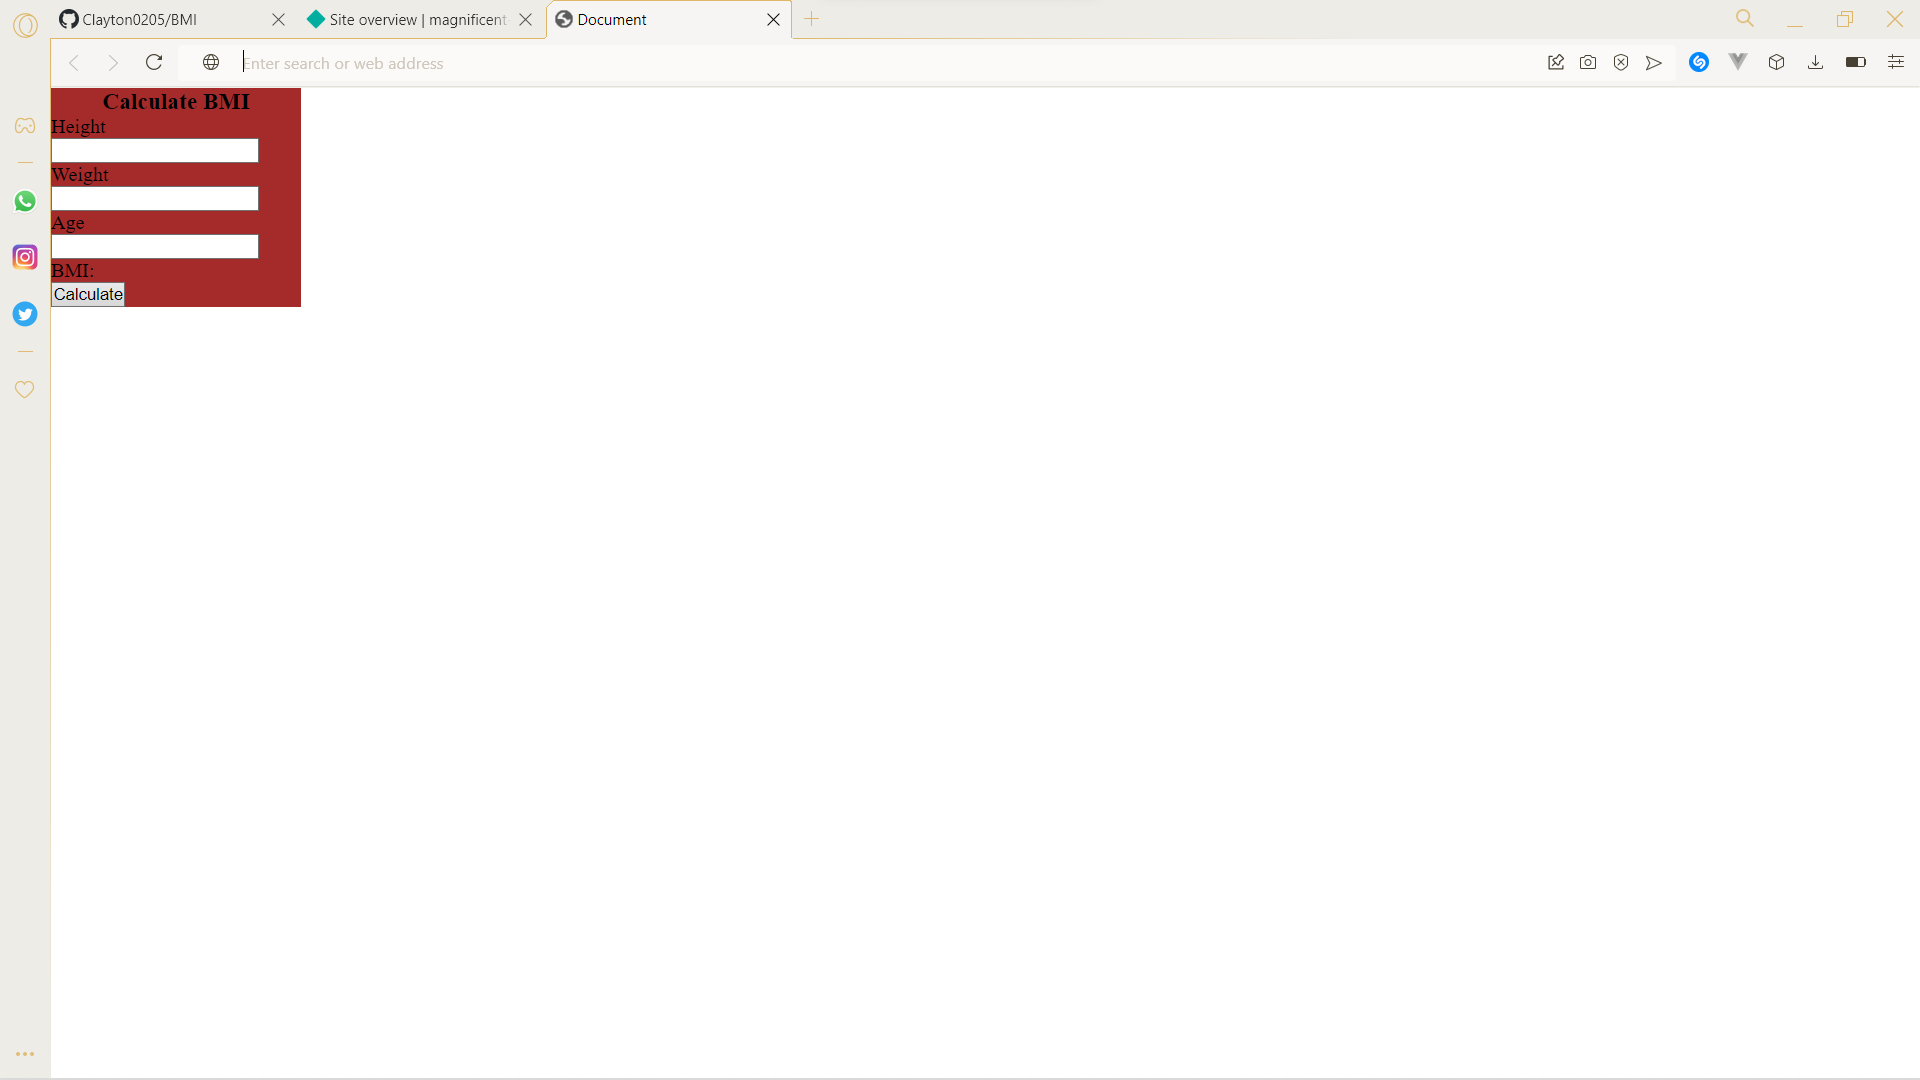 Clayton0205/BMI
Site overview | magnificent
Document
Enter search or web address
Calculate BMI
Height
Weight
Age
BMI:
Calculate